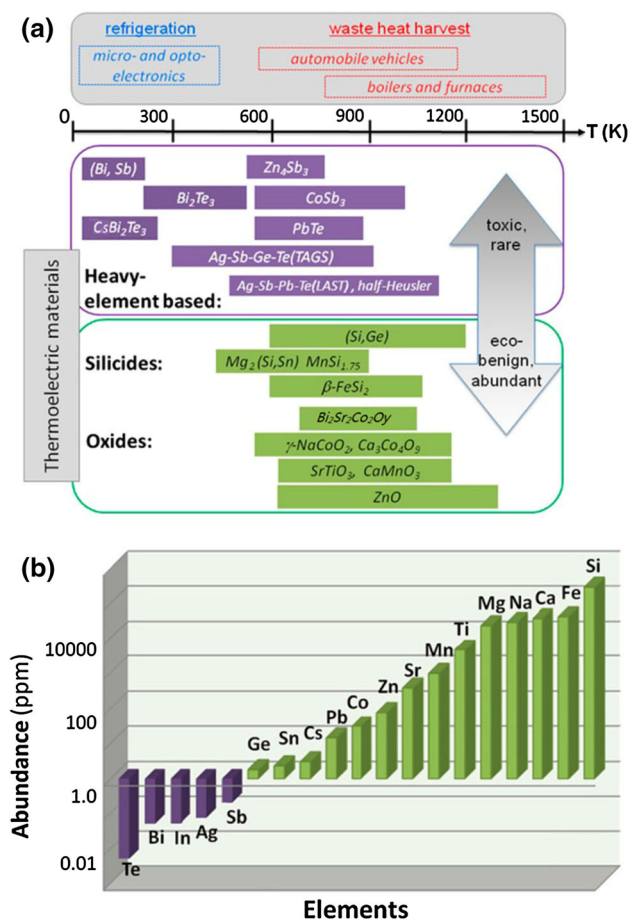 (a)
refrigeration
waste heat harvest
micro- and opto-
electronics
automobile vehicles
boilers and furnaces
0 300 600 900 1200 1500 T (K)
(Bi, Sb)
Zn4Sb3
Bi2Te3
CoSb3
CsBi2Te3
PbTe
Ag-Sb-Ge-Te(TAGS)
Heavy-
element based:
Ag-Sb-Pb-Te(LAST), half-Heusler
toxic,
rare
Thermoelectric materials
eco-
benign,
abundant
(Si,Ge)
Silicides:
Mg2(Si,Sn) MnSi1.75
β-FeSi2
Bi2Sr2Co2Oy
Oxides:
γ-NaCoO2, Ca3Co4O9
SrTiO3, CaMnO3
ZnO
(b)
Abundance (ppm)
10000
100
1.0
0.01
Te Bi In Ag Sb Ge Sn Cs Pb Co Zn Sr Mn Ti Mg Na Ca Fe Si
Elements